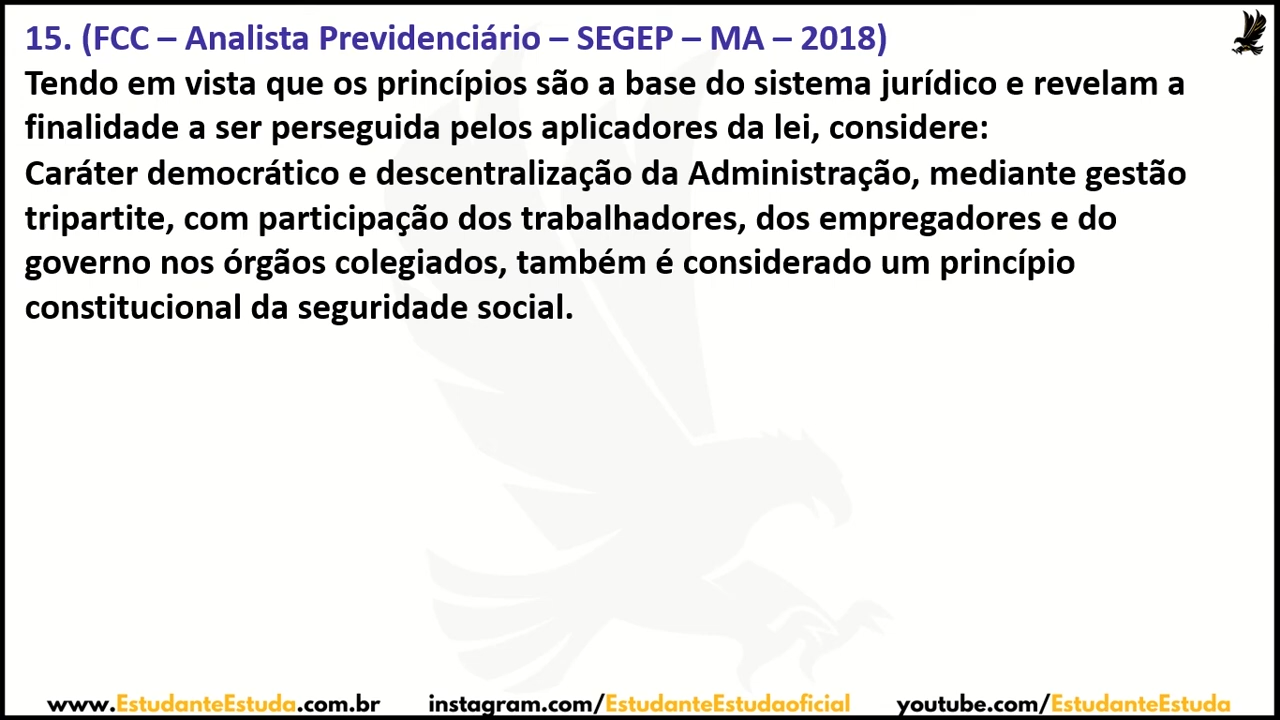 15. (FCC – Analista Previdenciário – SEGEP – MA – 2018)
Tendo em vista que os princípios são a base do sistema jurídico e revelam a
finalidade a ser perseguida pelos aplicadores da lei, considere:
Caráter democrático e descentralização da Administração, mediante gestão
tripartite, com participação dos trabalhadores, dos empregadores e do
governo nos órgãos colegiados, também é considerado um princípio
constitucional da seguridade social.
www.EstudanteEstuda.com.br instagram.com/EstudanteEstudaoficial youtube.com/EstudanteEstuda